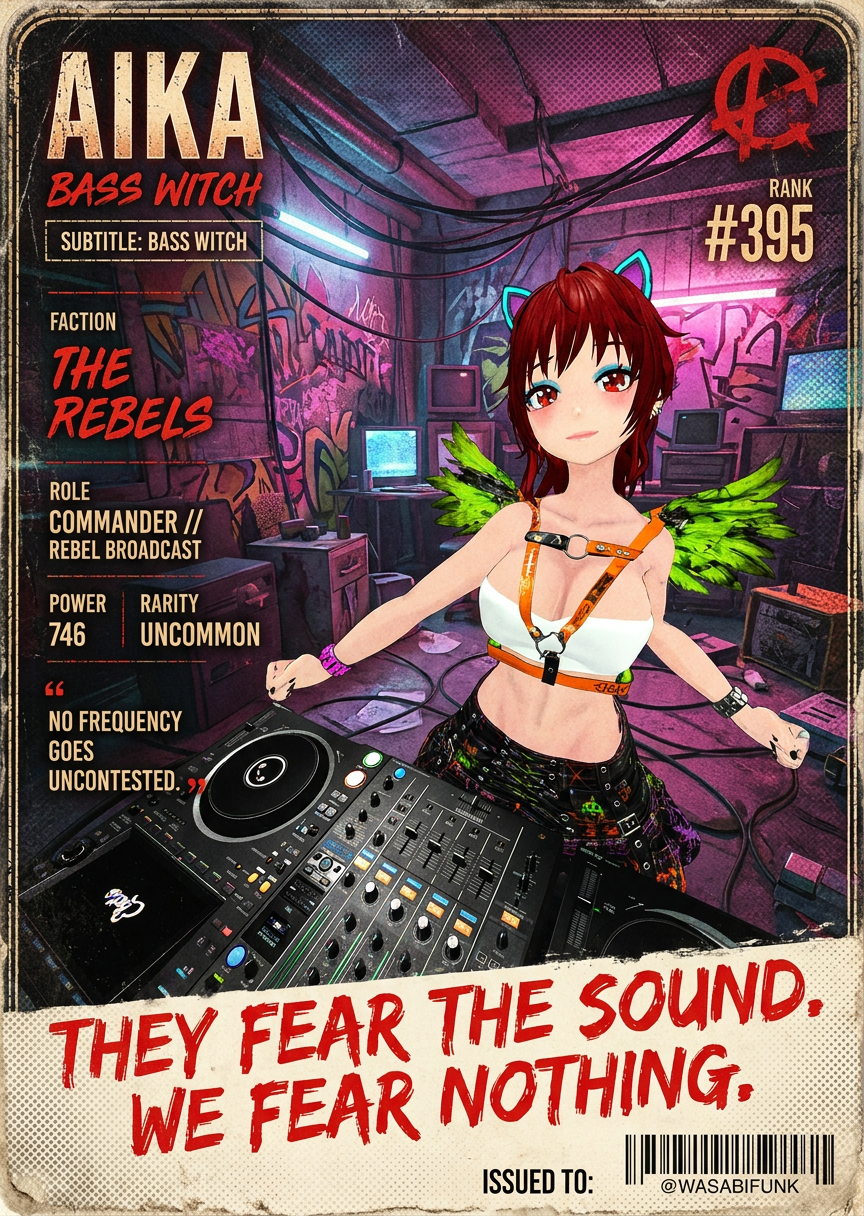 AIKA
BASS WITCH
SUBTITLE: BASS WITCH
RANK
#395
FACTION
THE
REBELS
ROLE
COMMANDER //
REBEL BROADCAST
POWER
746
RARITY
UNCOMMON
“
NO FREQUENCY
GOES
UNCONTESTED. ”
THEY FEAR THE SOUND.
WE FEAR NOTHING.
ISSUED TO:
@WASABIFUNK